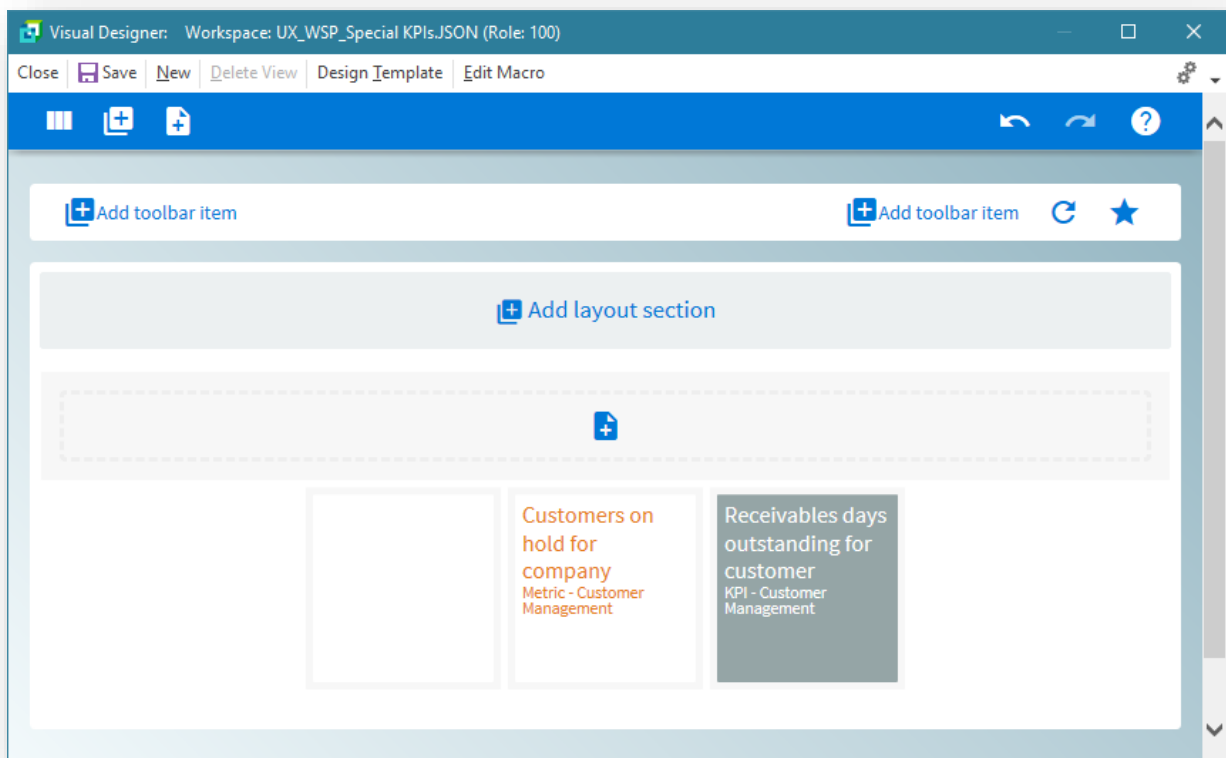 Visual Designer: Workspace: UX_WSP_Special KPIs.JSON (Role: 100)
Close Save New Delete View Design Template Edit Macro
Add toolbar item Add toolbar item
Add layout section
Customers on
hold for
company
Metric - Customer
Management
Receivables days
outstanding for
customer
KPI - Customer
Management